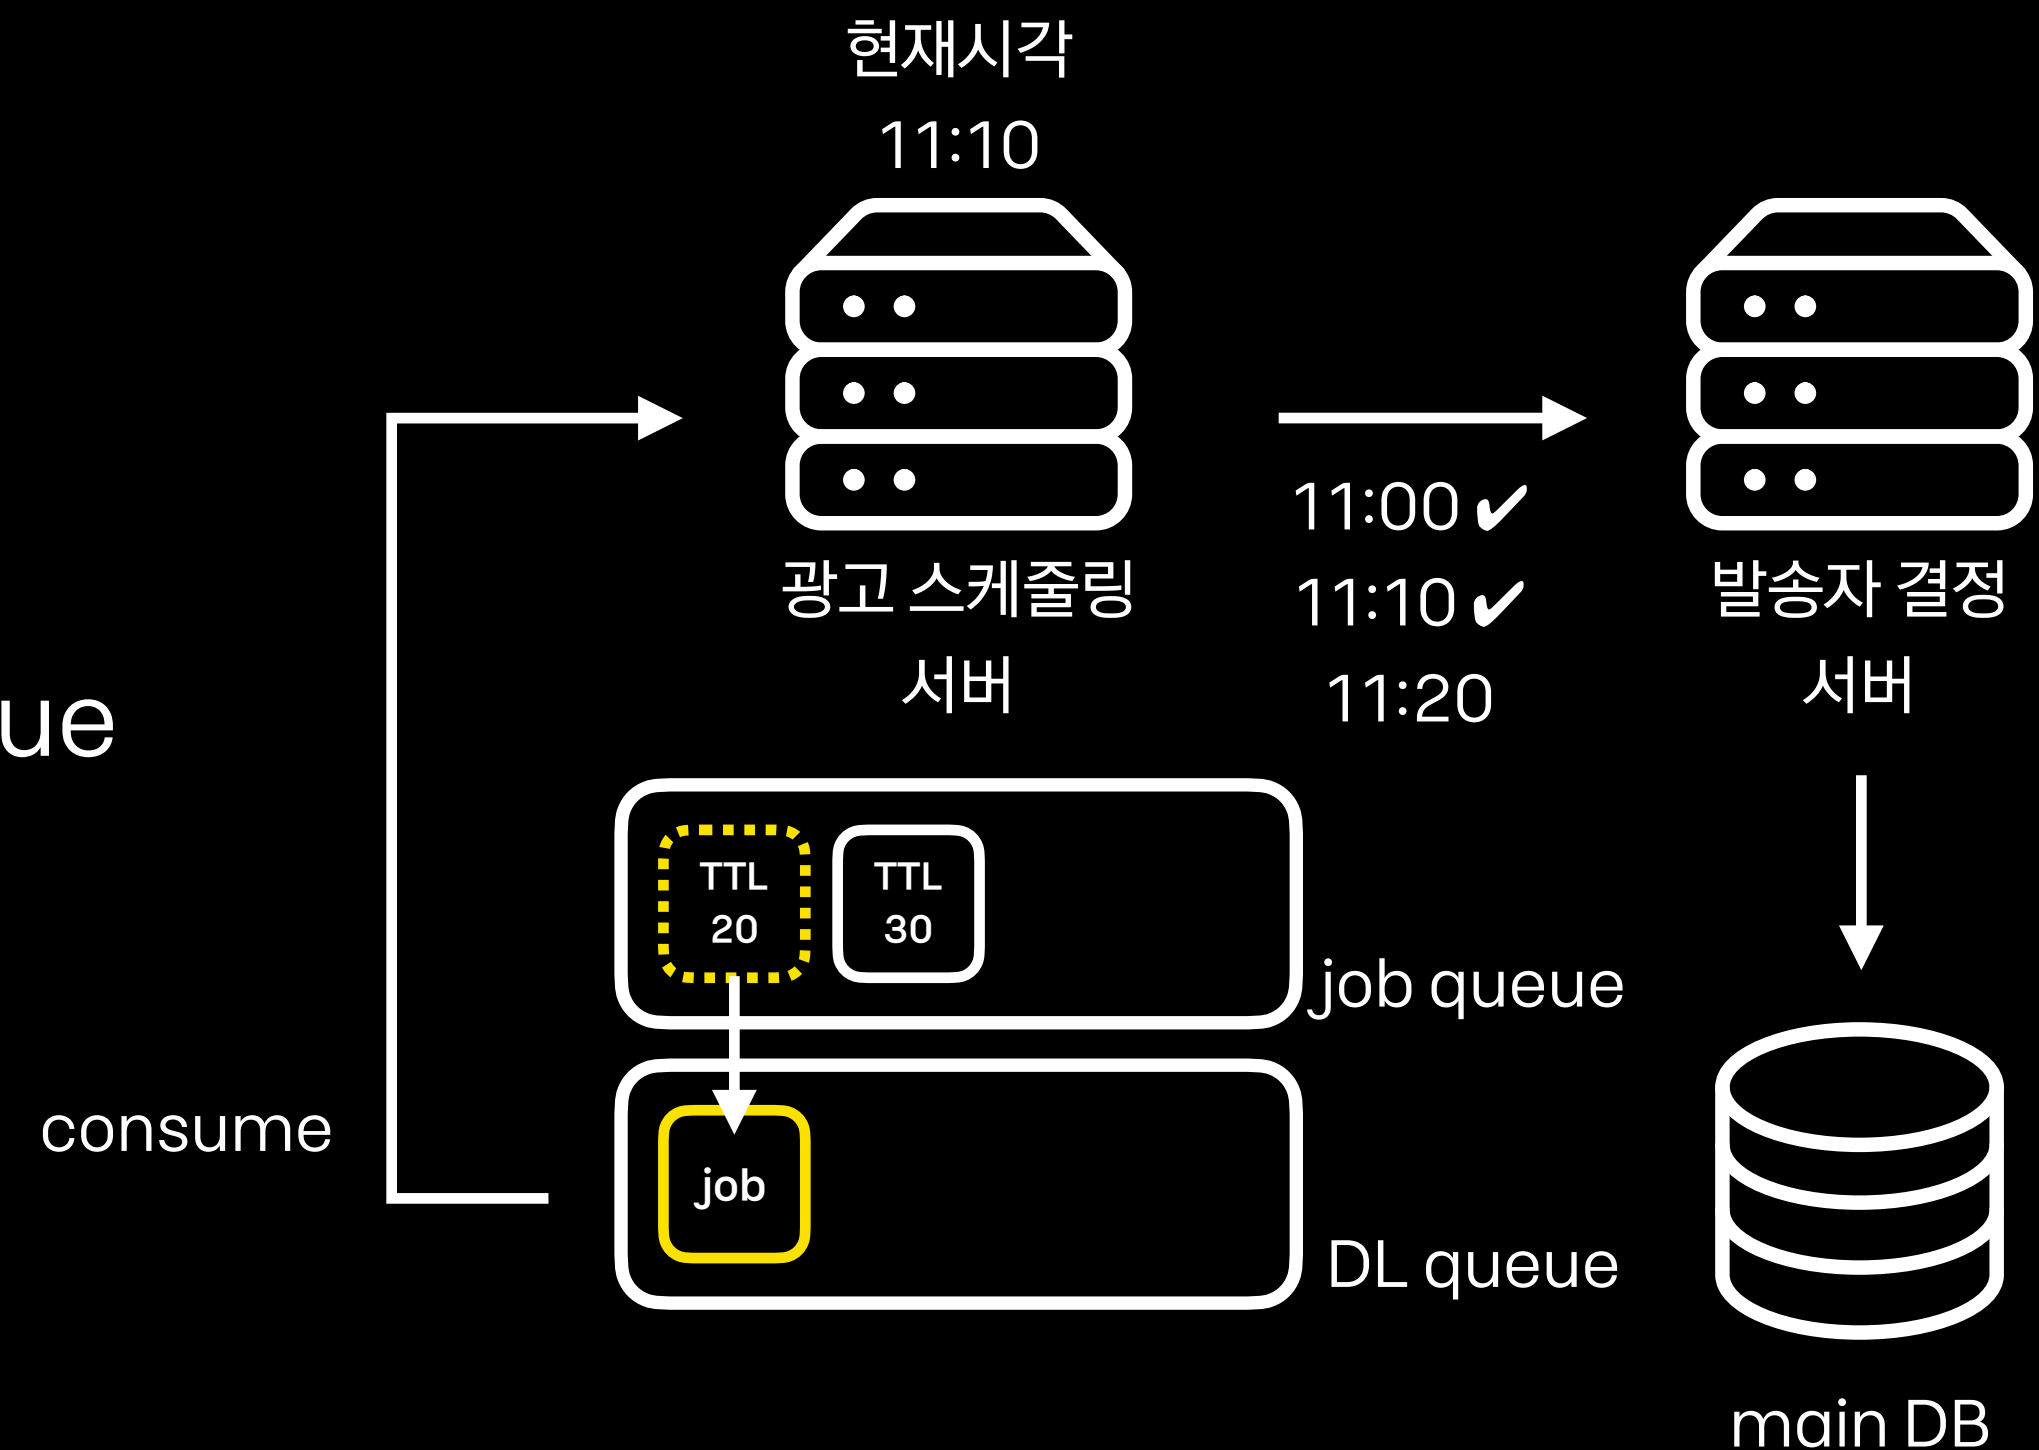 현재시각
11:10
11:00 ✔
11:10 ✔
11:20
광고 스케줄링
서버
발송자 결정
서버
ue
TTL
20
TTL
30
job queue
consume
job
DL queue
main DB